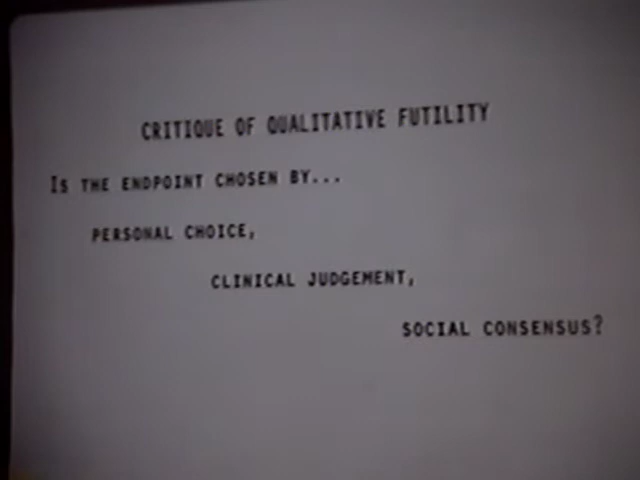 CRITIQUE OF QUALITATIVE FUTILITY
IS THE ENDPOINT CHOSEN BY...
PERSONAL CHOICE,
CLINICAL JUDGEMENT,
SOCIAL CONSENSUS?